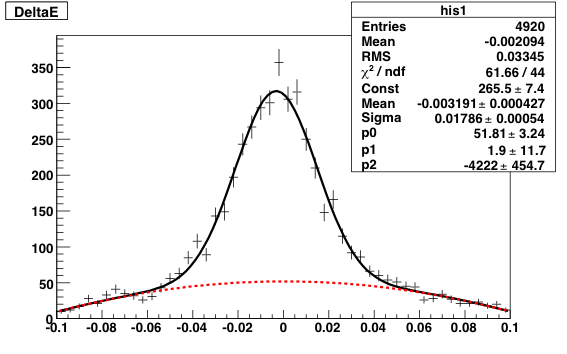 DeltaE
his1
Entries 4920
Mean -0.002094
RMS 0.03345
χ² / ndf 61.66 / 44
Const 265.5 ± 7.4
Mean -0.003191 ± 0.000427
Sigma 0.01786 ± 0.00054
p0 51.81 ± 3.24
p1 1.9 ± 11.7
p2 -4222 ± 454.7
350
300
250
200
150
100
50
0
-0.1 -0.08 -0.06 -0.04 -0.02 0 0.02 0.04 0.06 0.08 0.1